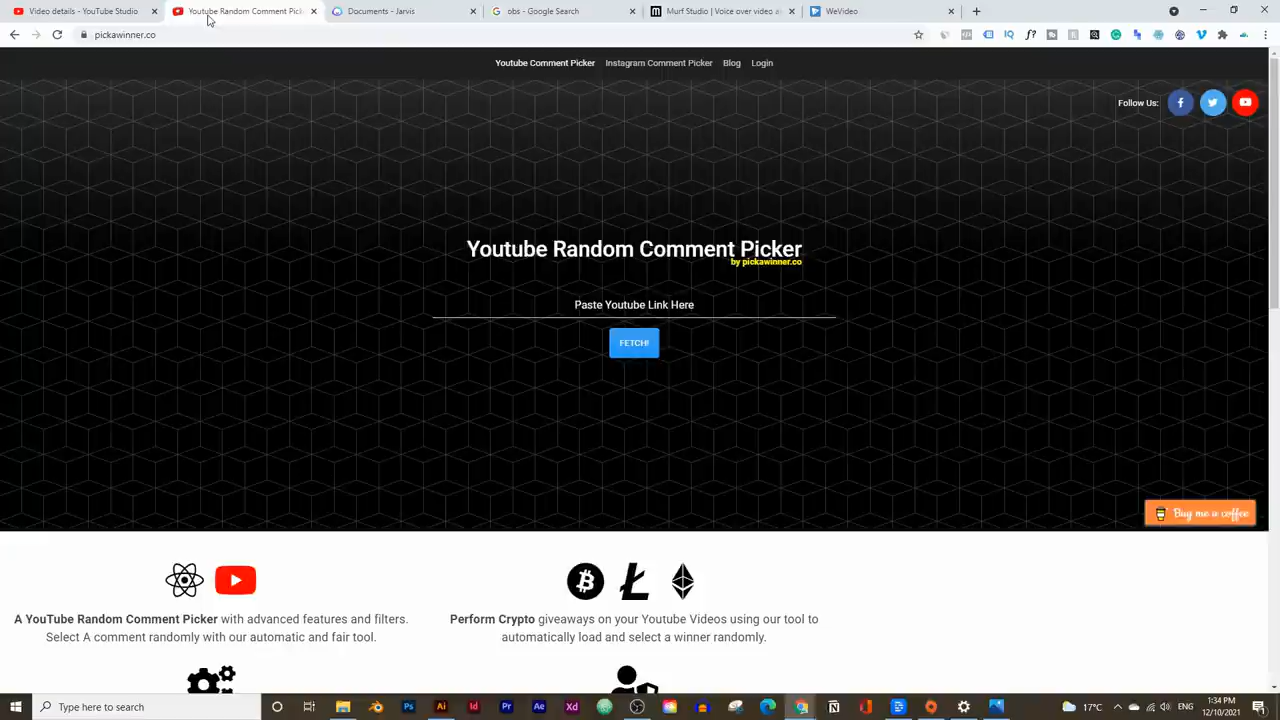 Video details - YouTube Studio
Youtube Random Comment Pick
Documents - Jarvis
obs - Google Search
Murf Studio | Voice over video a
WeVideo
pickawinner.co
Youtube Comment Picker
Instagram Comment Picker
Blog
Login
Follow Us:
Youtube Random Comment Picker
by pickawinner.co
Paste Youtube Link Here
FETCH!
Buy me a coffee
A YouTube Random Comment Picker with advanced features and filters.
Select A comment randomly with our automatic and fair tool.
Perform Crypto giveaways on your Youtube Videos using our tool to
automatically load and select a winner randomly.
Type here to search
17°C
1:34 PM
12/10/2021